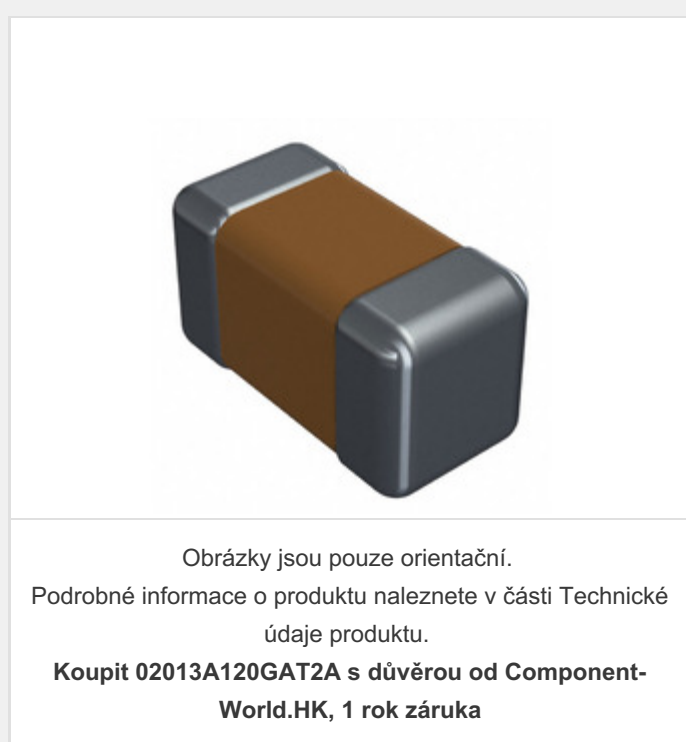 Obrázky jsou pouze orientační.
Podrobné informace o produktu naleznete v části Technické
údaje produktu.
Koupit 02013A120GAT2A s důvěrou od Component-
World.HK, 1 rok záruka